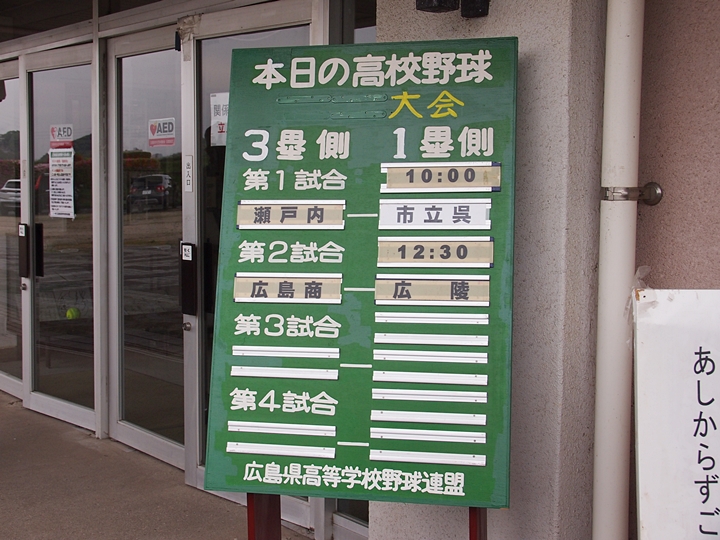 本日の高校野球
大会
3塁側 1塁側
第1試合 10:00
瀬戸内 市立呉
第2試合 12:30
広島商 広陵
第3試合
第4試合
広島県高等学校野球連盟
AED
AED
出入口
あしからずご